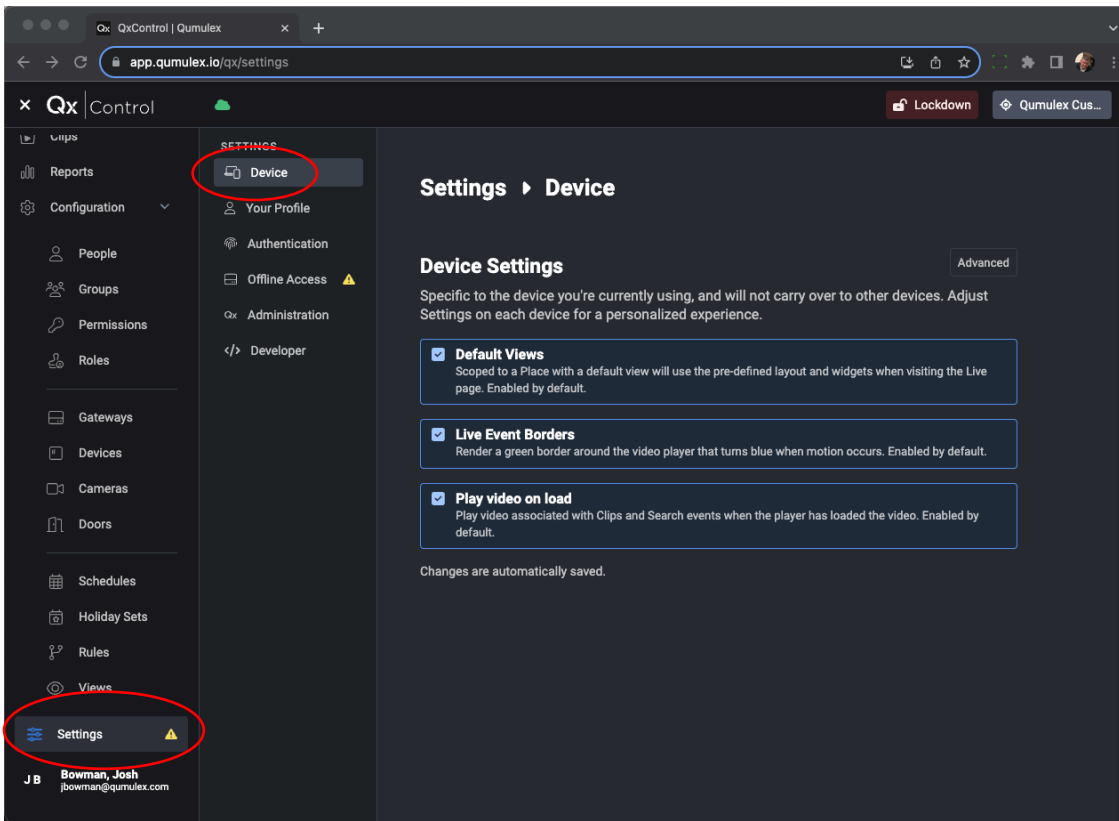 Qx QxControl | Qumulex
app.qumulex.io/qx/settings
Qx Control
Lockdown
Qumulex Cus...
Clips
Reports
Configuration
People
Groups
Permissions
Roles
Gateways
Devices
Cameras
Doors
Schedules
Holiday Sets
Rules
Views
Settings
J B
Bowman, Josh
jbowman@qumulex.com
SETTINGS
Device
Your Profile
Authentication
Offline Access
Qx Administration
</> Developer
Settings Device
Device Settings
Advanced
Specific to the device you're currently using, and will not carry over to other devices. Adjust
Settings on each device for a personalized experience.
Default Views
Scoped to a Place with a default view will use the pre-defined layout and widgets when visiting the Live
page. Enabled by default.
Live Event Borders
Render a green border around the video player that turns blue when motion occurs. Enabled by default.
Play video on load
Play video associated with Clips and Search events when the player has loaded the video. Enabled by
default.
Changes are automatically saved.